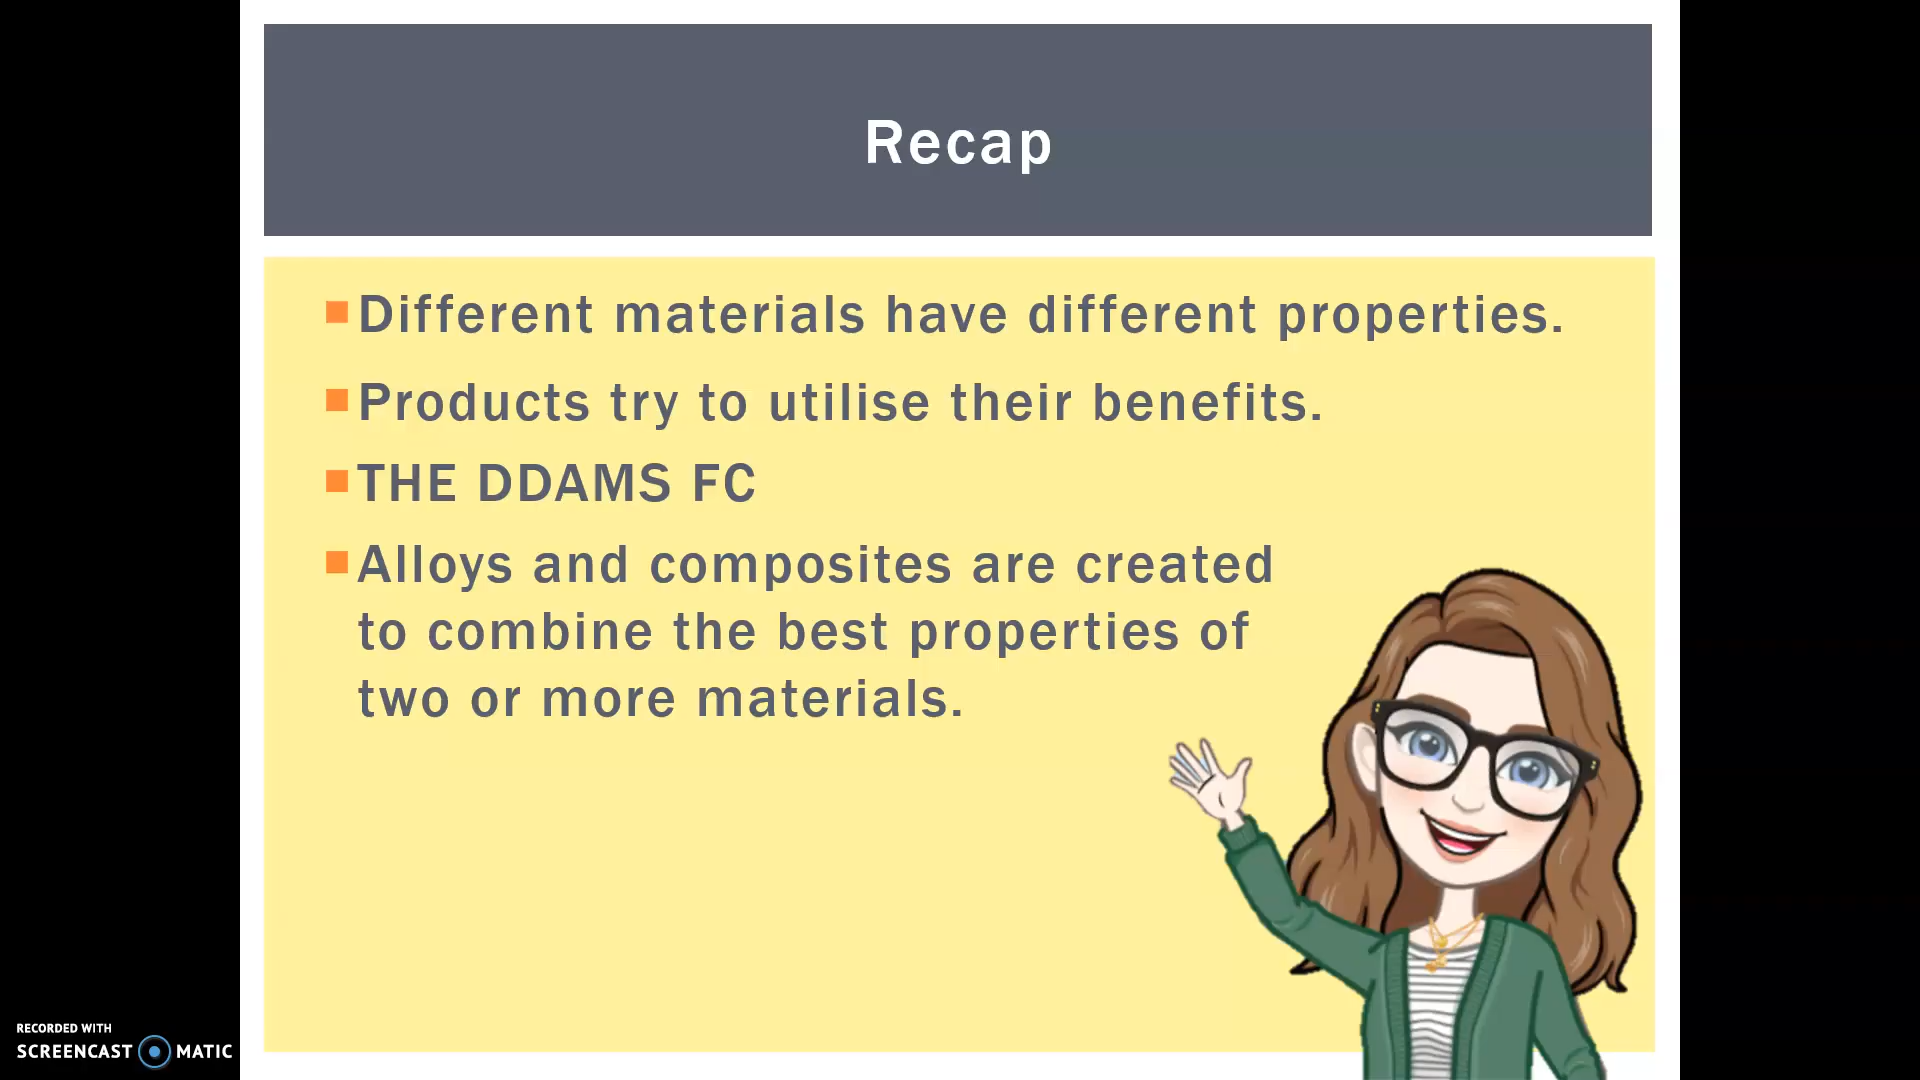 Recap
Different materials have different properties.
Products try to utilise their benefits.
THE DDAMS FC
Alloys and composites are created
to combine the best properties of
two or more materials.
RECORDED WITH
SCREENCAST MATIC